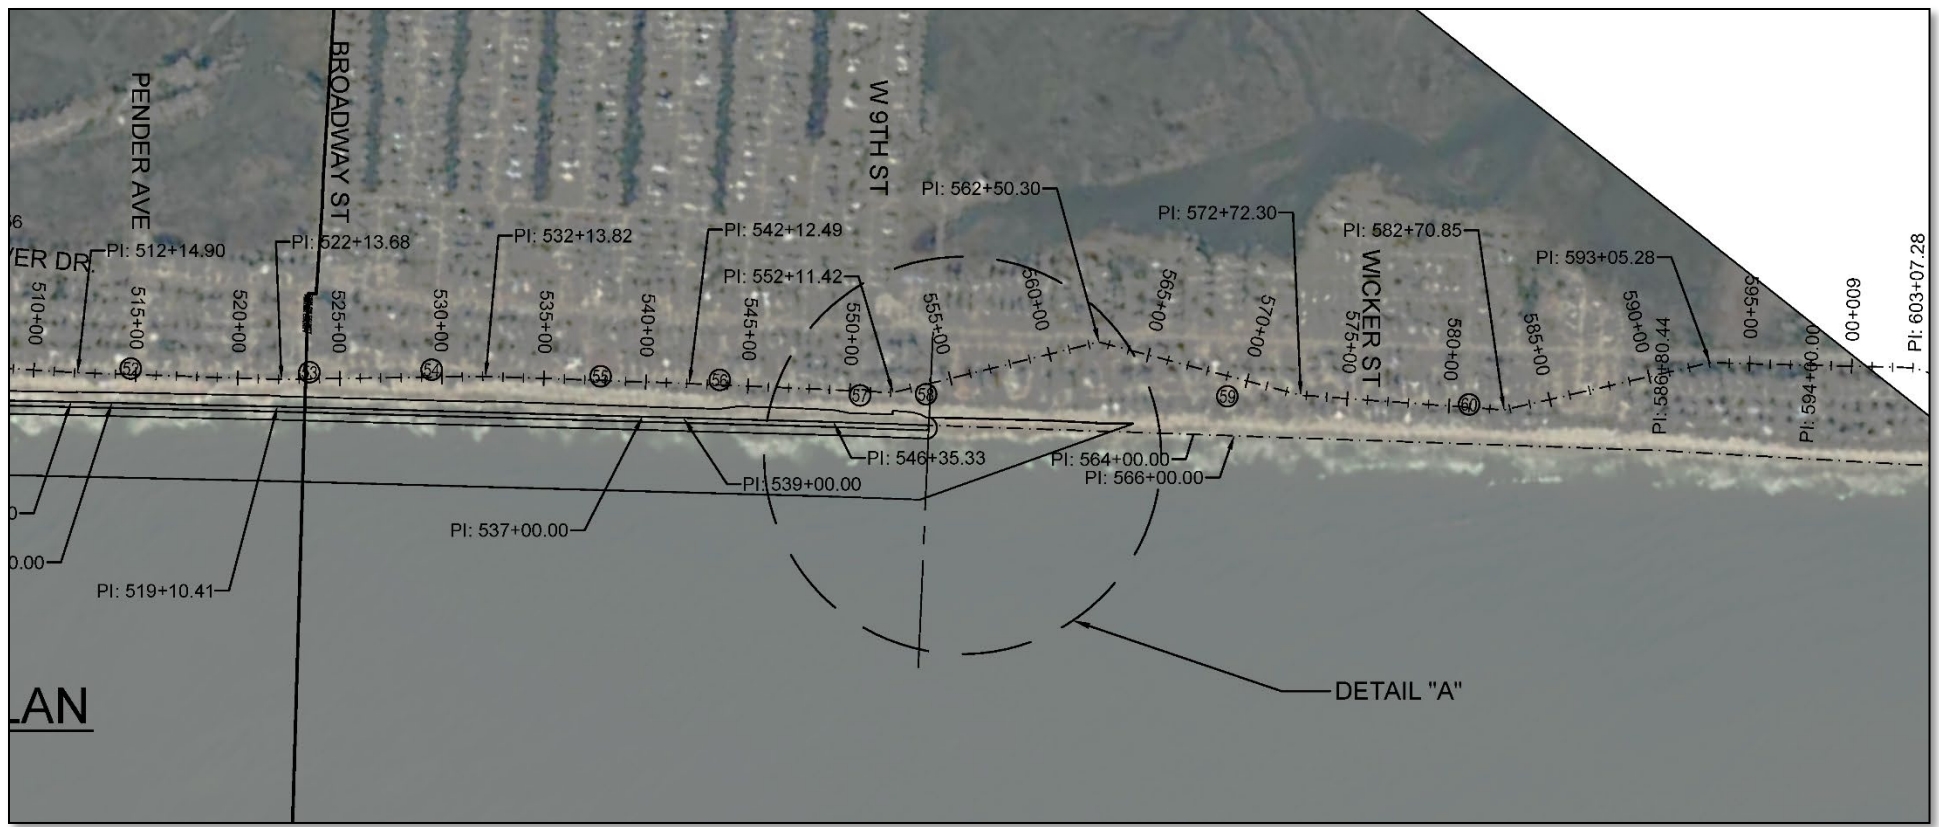 PENDER AVE
BROADWAY ST
W 9TH ST
WICKER ST
56
VER DR.
PI: 512+14.90
PI: 522+13.68
PI: 532+13.82
PI: 542+12.49
PI: 552+11.42
PI: 562+50.30
PI: 572+72.30
PI: 582+70.85
PI: 593+05.28
PI: 603+07.28
510+00
515+00
520+00
525+00
530+00
535+00
540+00
545+00
550+00
555+00
560+00
565+00
570+00
575+00
580+00
585+00
590+00
595+00
600+00
52
53
54
55
56
57
58
59
60
PI: 586+80.44
PI: 594+00.00
PI: 546+35.33
PI: 539+00.00
PI: 564+00.00
PI: 566+00.00
PI: 537+00.00
0
0.00
PI: 519+10.41
DETAIL "A"
LAN